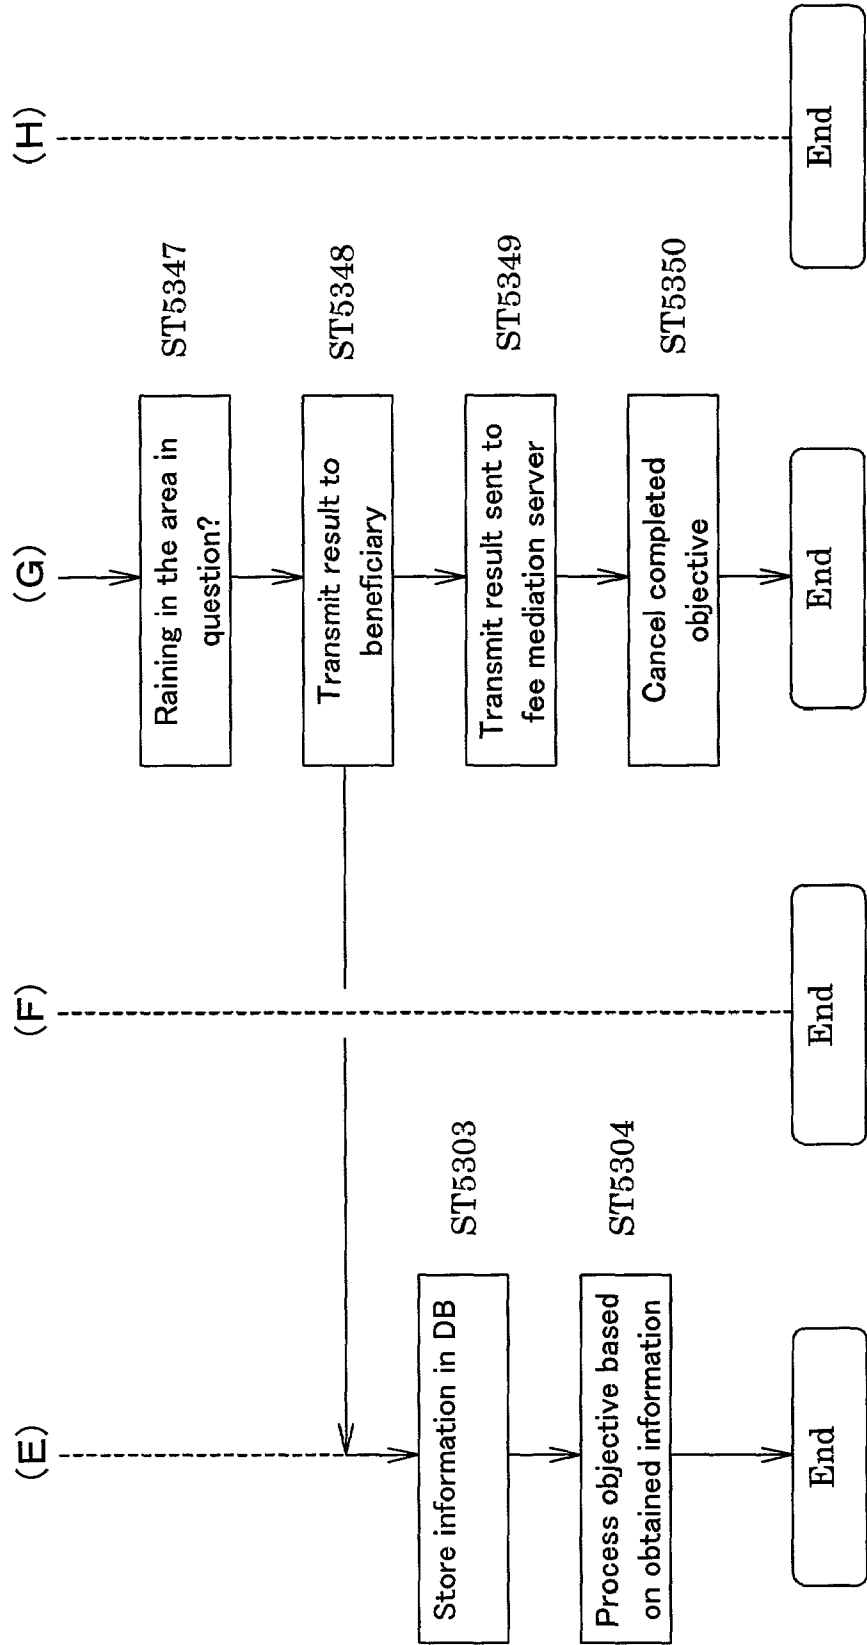 (E)
(F)
(G)
(H)
Raining in the area in
question?
ST5347
Transmit result to
beneficiary
ST5348
Transmit result sent to
fee mediation server
ST5349
Cancel completed
objective
ST5350
Store information in DB
ST5303
Process objective based
on obtained information
ST5304
End
End
End
End